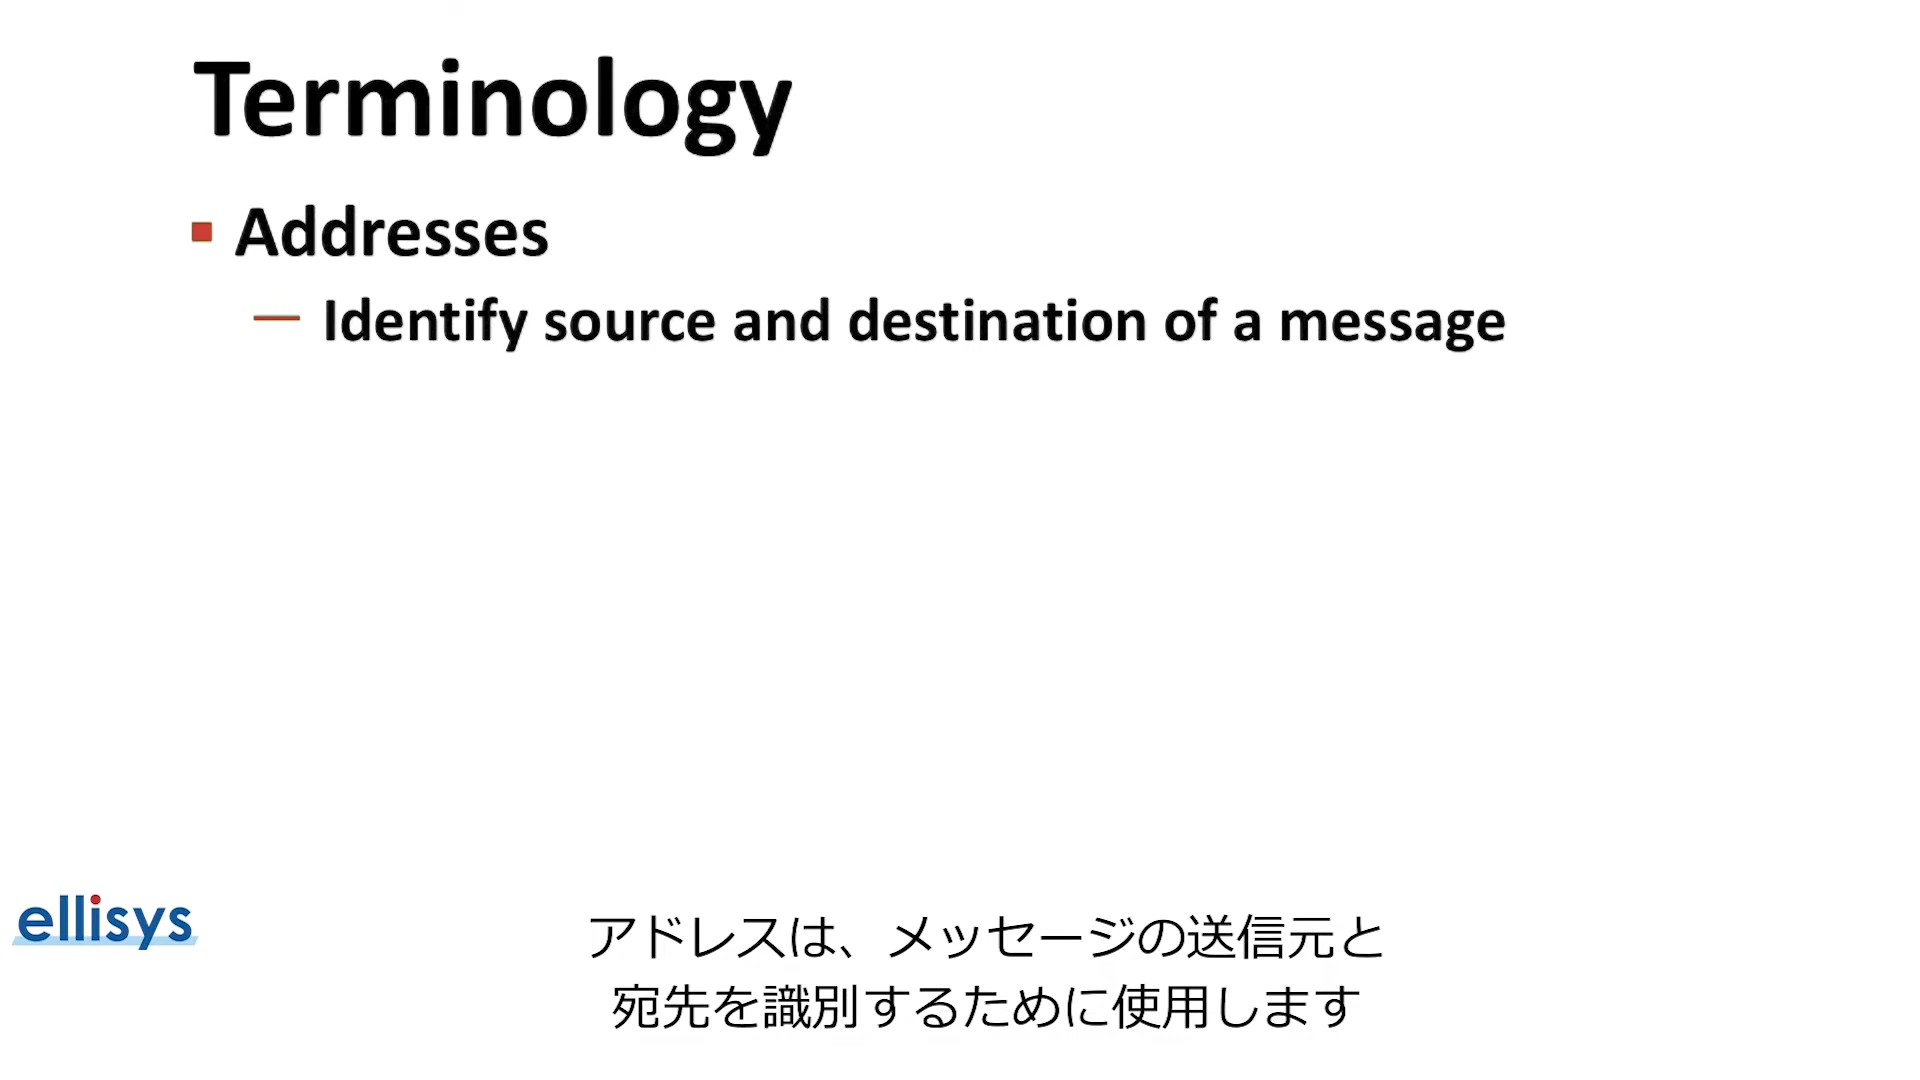 Terminology
▪ Addresses
— Identify source and destination of a message
ellisys
アドレスは、メッセージの送信元と
宛先を識別するために使用します